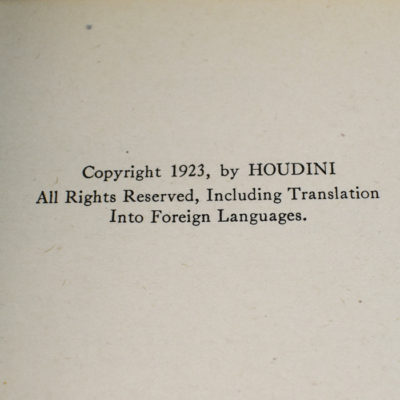 Copyright 1923, by HOUDINI
All Rights Reserved, Including Translation
Into Foreign Languages.